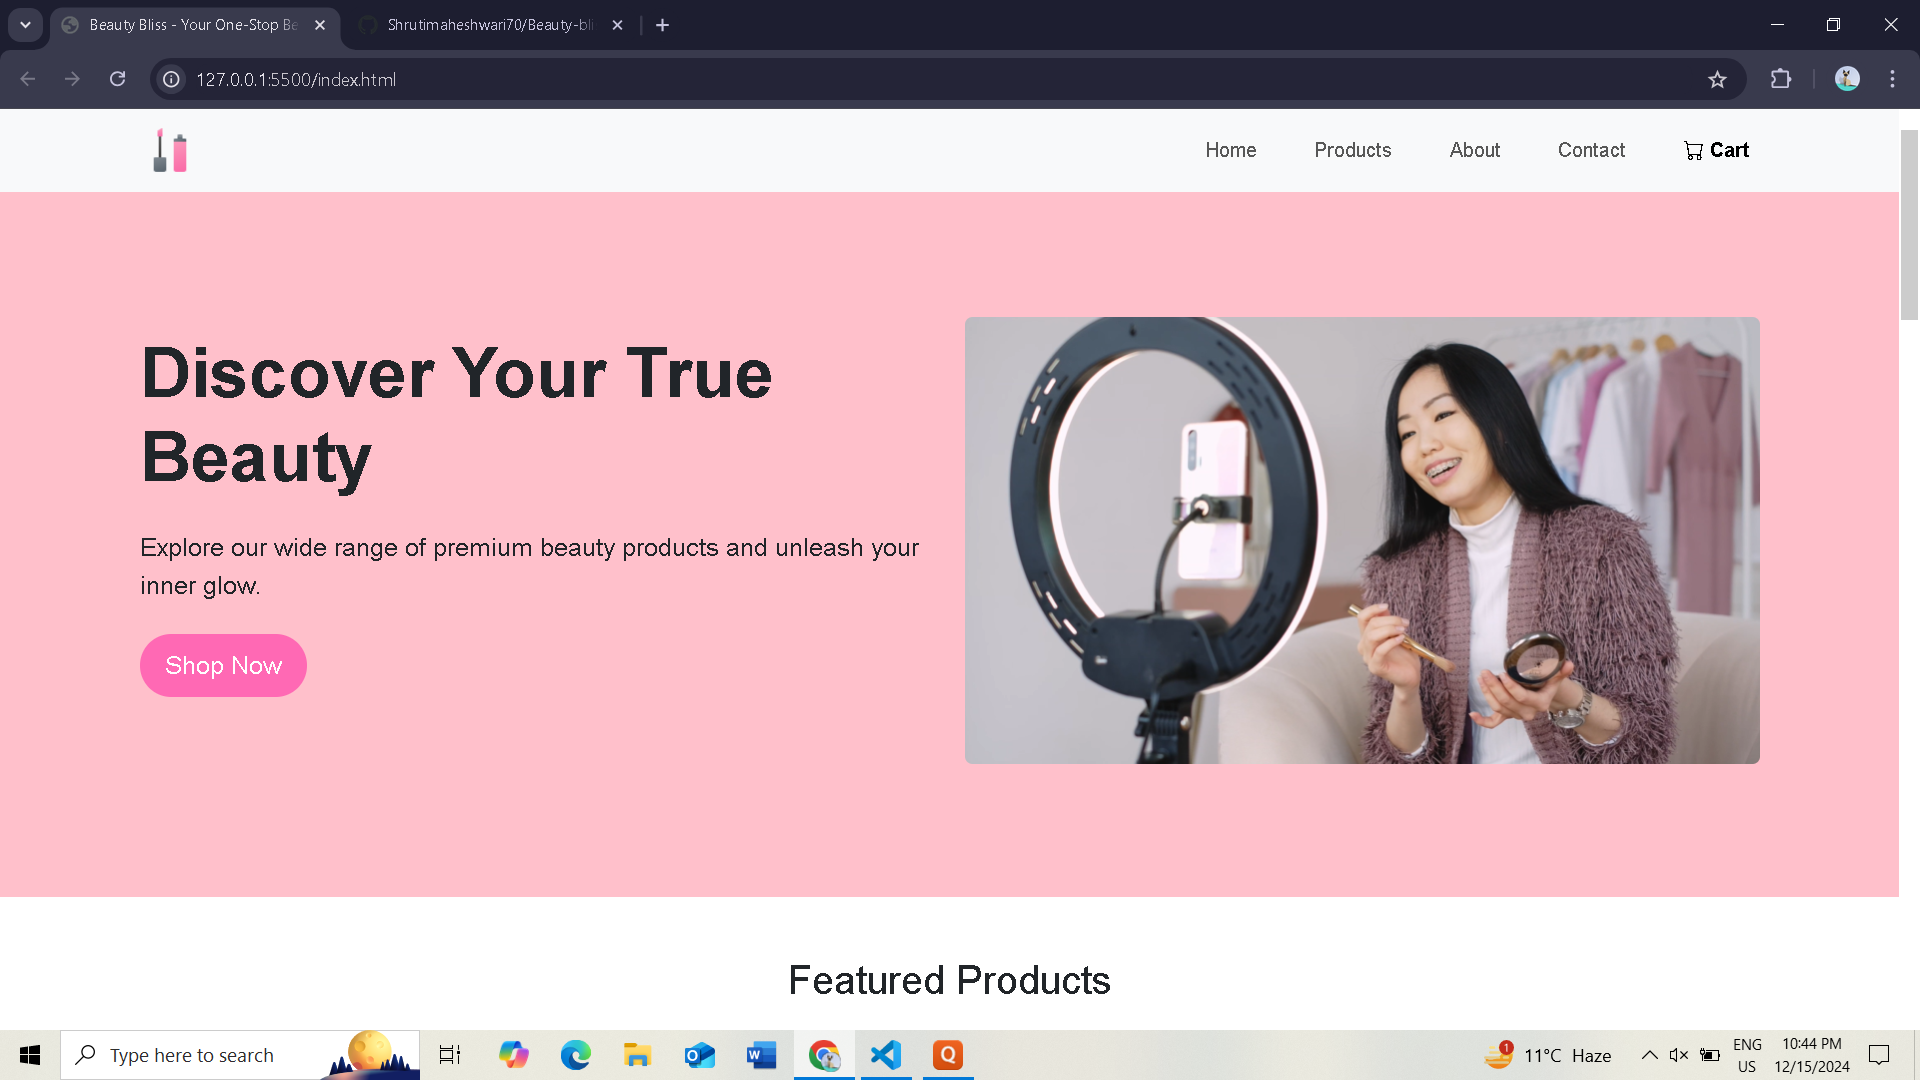 Beauty Bliss - Your One-Stop Be
Shrutimaheshwari70/Beauty-bli
127.0.0.1:5500/index.html
Home
Products
About
Contact
Cart
Discover Your True
Beauty
Explore our wide range of premium beauty products and unleash your
inner glow.
Shop Now
Featured Products
Type here to search
1
11°C Haze
ENG
US
10:44 PM
12/15/2024